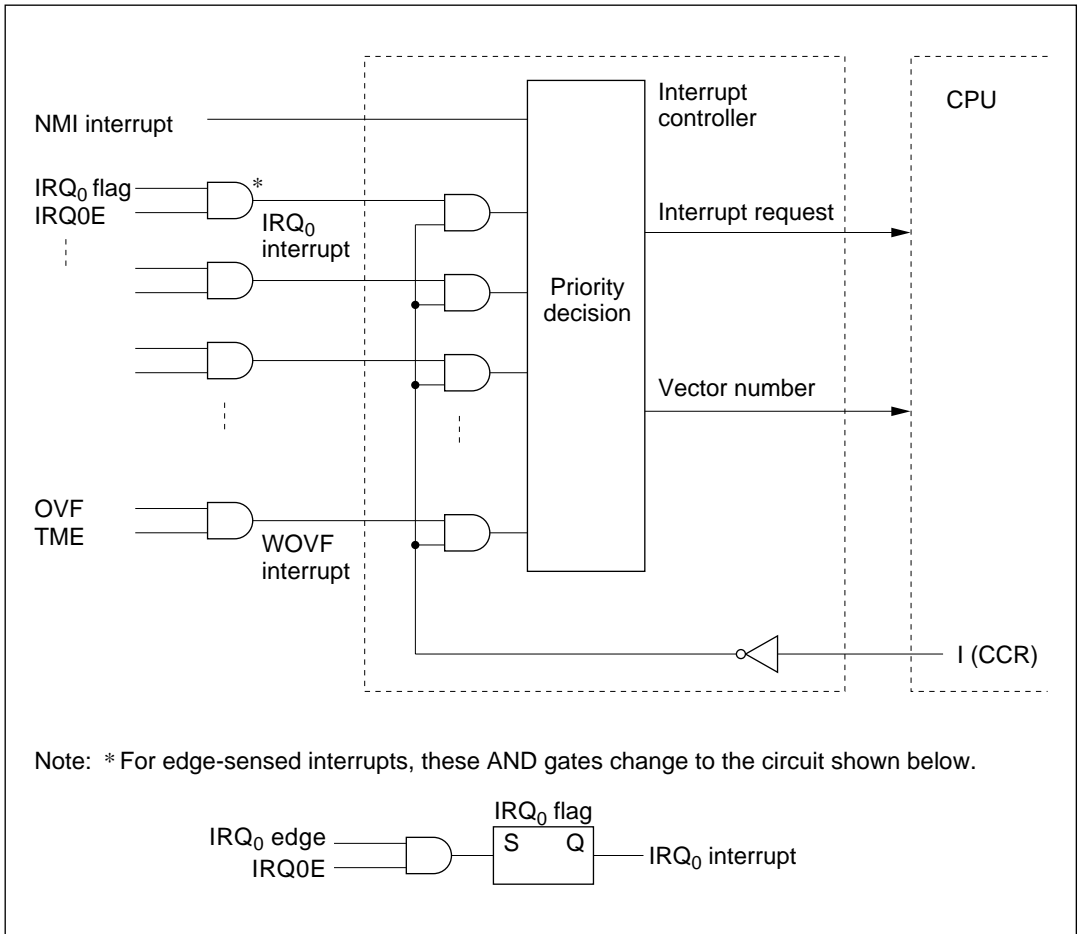 NMI interrupt
Interrupt
controller
CPU
IRQ0 flag
IRQ0E
*
IRQ0
interrupt
Interrupt request
Priority
decision
Vector number
OVF
TME
WOVF
interrupt
I (CCR)
Note: * For edge-sensed interrupts, these AND gates change to the circuit shown below.
IRQ0 flag
IRQ0 edge
IRQ0E
S Q
IRQ0 interrupt